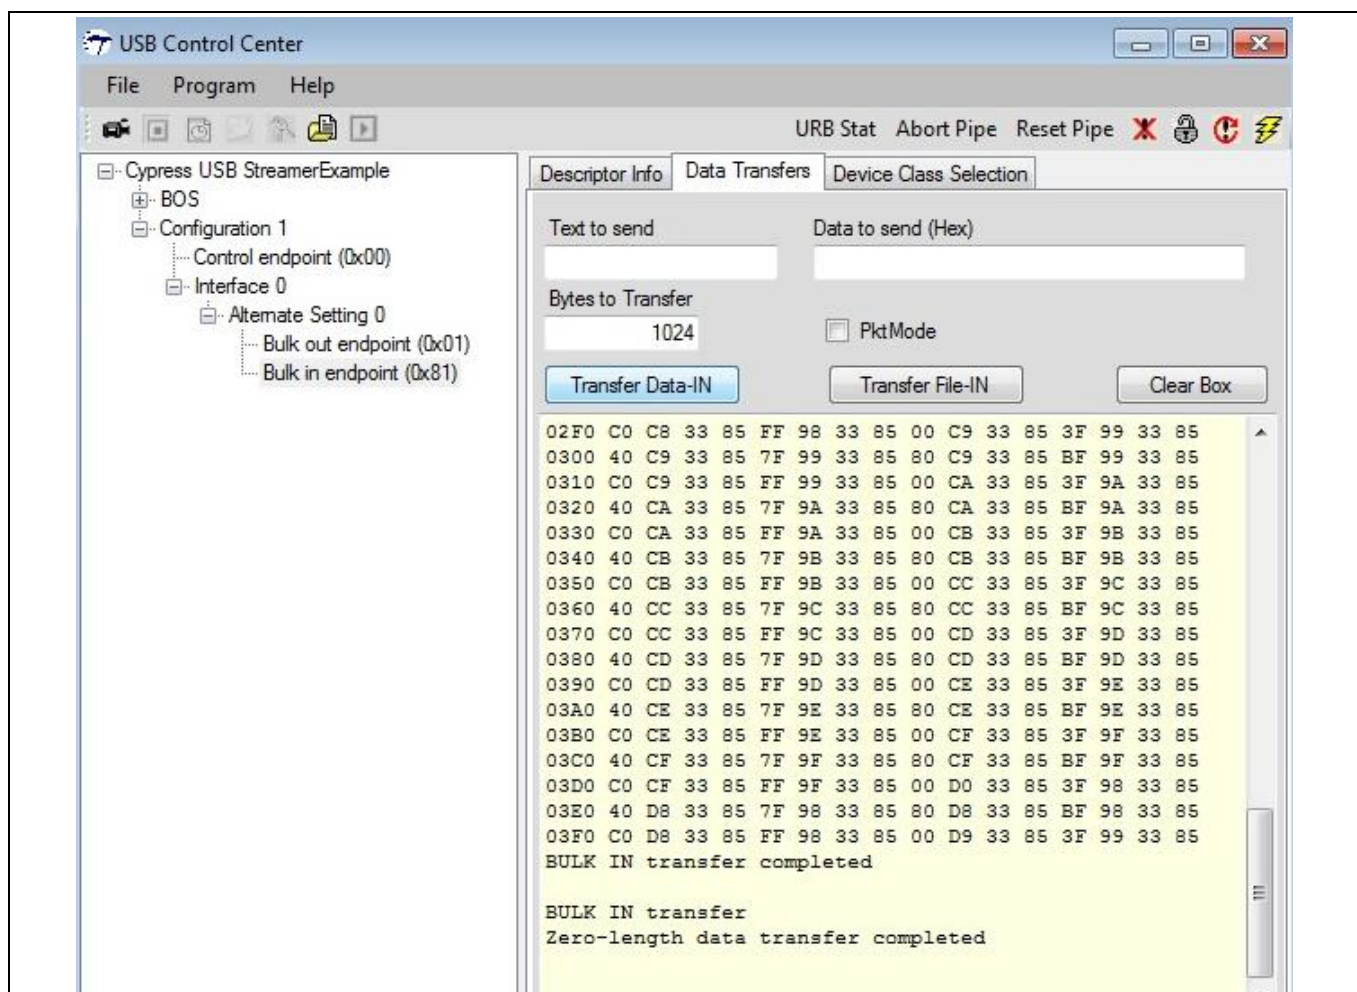 USB Control Center
File Program Help
URB Stat Abort Pipe Reset Pipe
Cypress USB StreamerExample
BOS
Configuration 1
Control endpoint (0x00)
Interface 0
Alternate Setting 0
Bulk out endpoint (0x01)
Bulk in endpoint (0x81)
Descriptor Info Data Transfers Device Class Selection
Text to send Data to send (Hex)
Bytes to Transfer
1024 PktMode
Transfer Data-IN Transfer File-IN Clear Box
02F0 C0 C8 33 85 FF 98 33 85 00 C9 33 85 3F 99 33 85
0300 40 C9 33 85 7F 99 33 85 80 C9 33 85 BF 99 33 85
0310 C0 C9 33 85 FF 99 33 85 00 CA 33 85 3F 9A 33 85
0320 40 CA 33 85 7F 9A 33 85 80 CA 33 85 BF 9A 33 85
0330 C0 CA 33 85 FF 9A 33 85 00 CB 33 85 3F 9B 33 85
0340 40 CB 33 85 7F 9B 33 85 80 CB 33 85 BF 9B 33 85
0350 C0 CB 33 85 FF 9B 33 85 00 CC 33 85 3F 9C 33 85
0360 40 CC 33 85 7F 9C 33 85 80 CC 33 85 BF 9C 33 85
0370 C0 CC 33 85 FF 9C 33 85 00 CD 33 85 3F 9D 33 85
0380 40 CD 33 85 7F 9D 33 85 80 CD 33 85 BF 9D 33 85
0390 C0 CD 33 85 FF 9D 33 85 00 CE 33 85 3F 9E 33 85
03A0 40 CE 33 85 7F 9E 33 85 80 CE 33 85 BF 9E 33 85
03B0 C0 CE 33 85 FF 9E 33 85 00 CF 33 85 3F 9F 33 85
03C0 40 CF 33 85 7F 9F 33 85 80 CF 33 85 BF 9F 33 85
03D0 C0 CF 33 85 FF 9F 33 85 00 D0 33 85 3F 98 33 85
03E0 40 D8 33 85 7F 98 33 85 80 D8 33 85 BF 98 33 85
03F0 C0 D8 33 85 FF 98 33 85 00 D9 33 85 3F 99 33 85
BULK IN transfer completed
BULK IN transfer
Zero-length data transfer completed